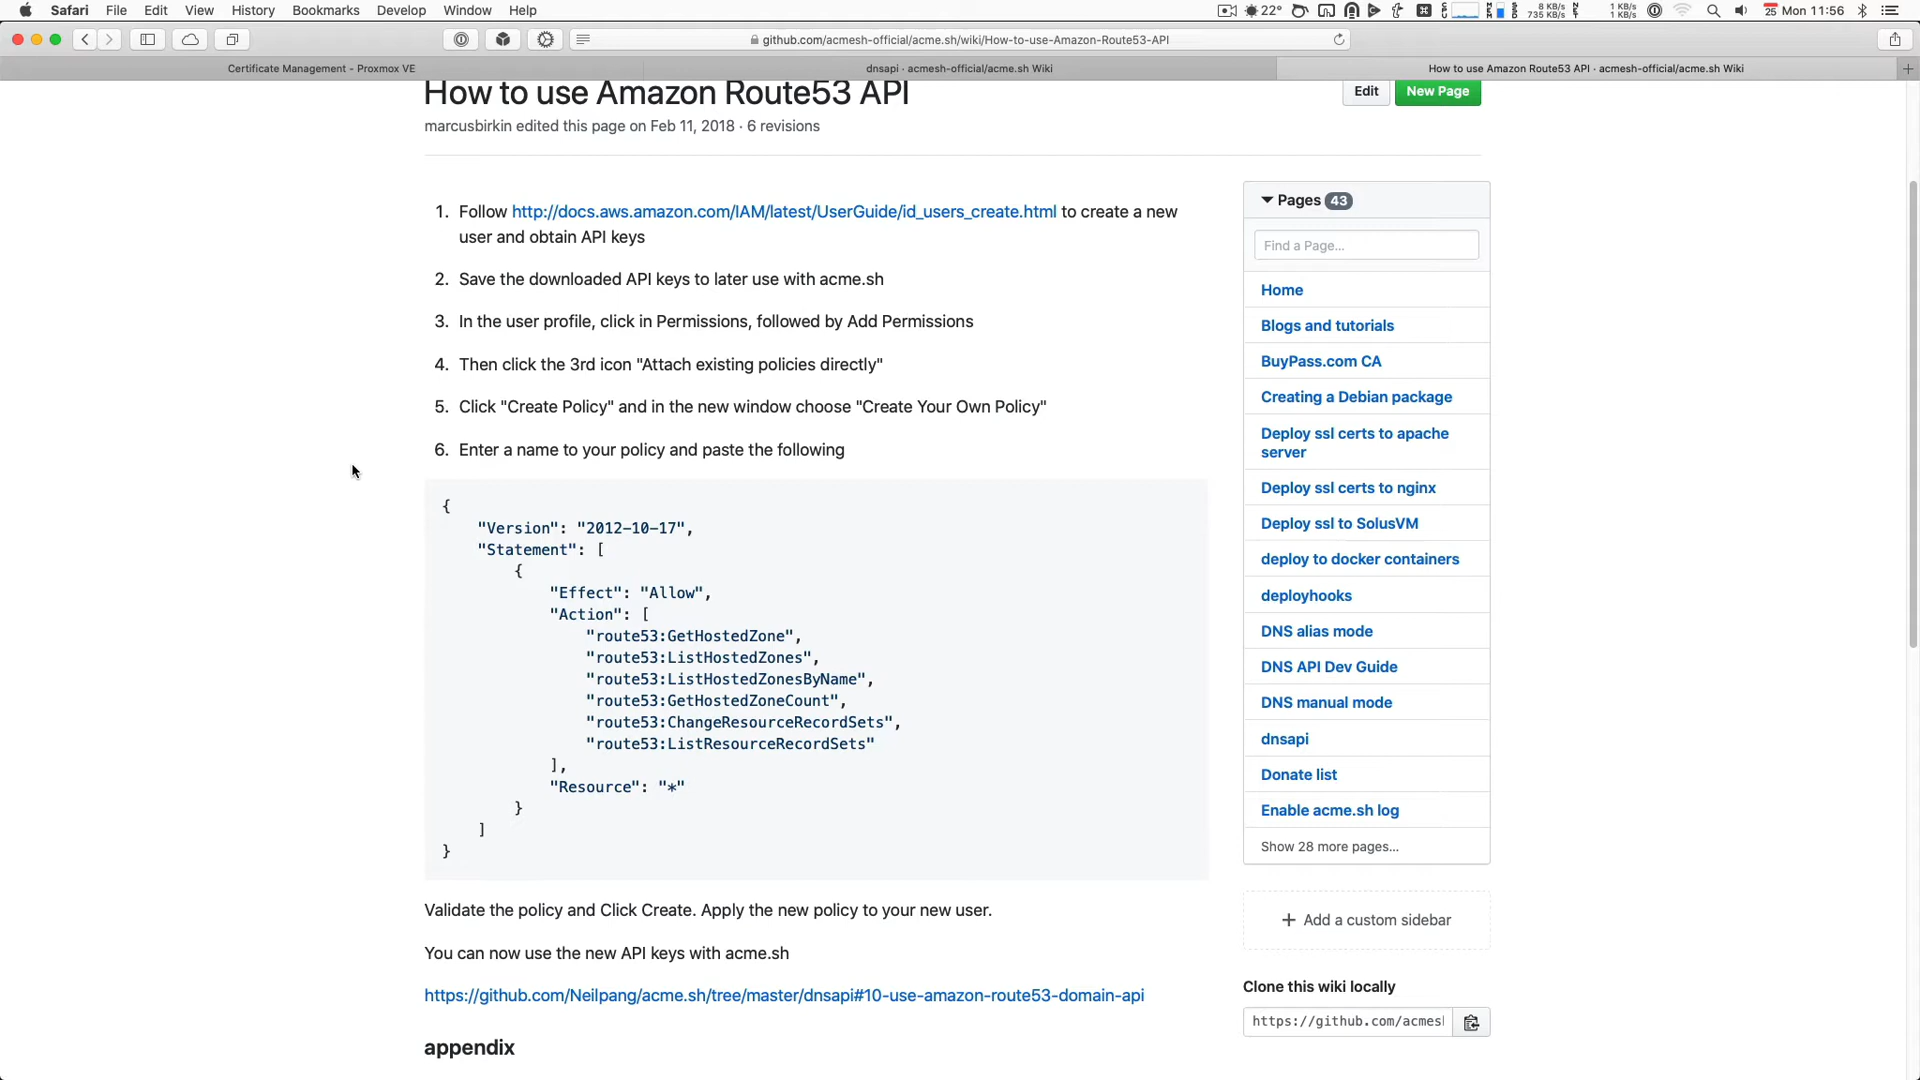 Safari File Edit View History Bookmarks Develop Window Help
22°
8 KB/s
735 KB/s
1 KB/s
1 KB/s
25 Mon 11:56
github.com/acmesh-official/acme.sh/wiki/How-to-use-Amazon-Route53-API
Certificate Management - Proxmox VE
dnsapi · acmesh-official/acme.sh Wiki
How to use Amazon Route53 API · acmesh-official/acme.sh Wiki
How to use Amazon Route53 API
Edit
New Page
marcusbirkin edited this page on Feb 11, 2018 · 6 revisions
1. Follow http://docs.aws.amazon.com/IAM/latest/UserGuide/id_users_create.html to create a new
user and obtain API keys
2. Save the downloaded API keys to later use with acme.sh
3. In the user profile, click in Permissions, followed by Add Permissions
4. Then click the 3rd icon "Attach existing policies directly"
5. Click "Create Policy" and in the new window choose "Create Your Own Policy"
6. Enter a name to your policy and paste the following
{
"Version": "2012-10-17",
"Statement": [
{
"Effect": "Allow",
"Action": [
"route53:GetHostedZone",
"route53:ListHostedZones",
"route53:ListHostedZonesByName",
"route53:GetHostedZoneCount",
"route53:ChangeResourceRecordSets",
"route53:ListResourceRecordSets"
],
"Resource": "*"
}
]
}
Validate the policy and Click Create. Apply the new policy to your new user.
You can now use the new API keys with acme.sh
https://github.com/Neilpang/acme.sh/tree/master/dnsapi#10-use-amazon-route53-domain-api
appendix
Pages 43
Find a Page...
Home
Blogs and tutorials
BuyPass.com CA
Creating a Debian package
Deploy ssl certs to apache
server
Deploy ssl certs to nginx
Deploy ssl to SolusVM
deploy to docker containers
deployhooks
DNS alias mode
DNS API Dev Guide
DNS manual mode
dnsapi
Donate list
Enable acme.sh log
Show 28 more pages...
+ Add a custom sidebar
Clone this wiki locally
https://github.com/acmesl